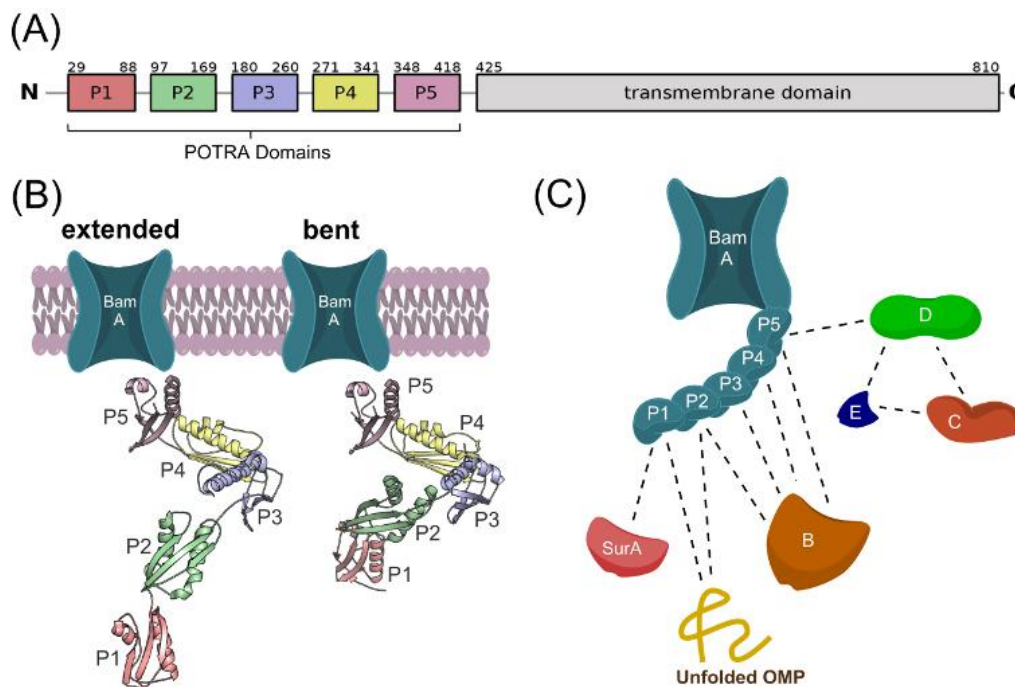 (A)
29 88 97 169 180 260 271 341 348 418 425 810
N P1 P2 P3 P4 P5 transmembrane domain
POTRA Domains
(B)
extended bent
Bam
A
Bam
A
P5
P4
P3
P2
P1
P5
P4
P3
P2
P1
(C)
Bam
A
P5
P4
P3
P2
P1
D
E
C
SurA
B
Unfolded OMP